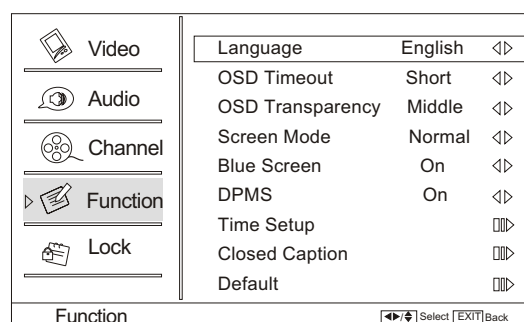 Video
Audio
Channel
Function
Lock
Language English
OSD Timeout Short
OSD Transparency Middle
Screen Mode Normal
Blue Screen On
DPMS On
Time Setup
Closed Caption
Default
Function
/ Select EXIT Back